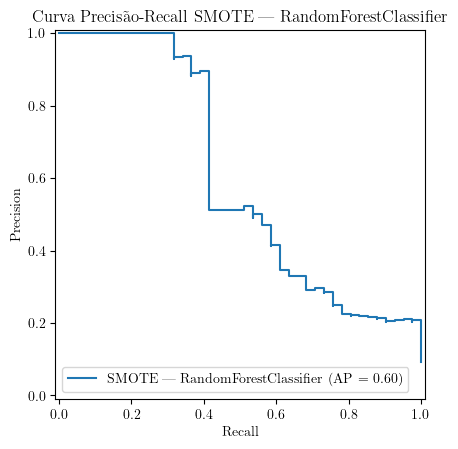 Curva Precisão-Recall SMOTE — RandomForestClassifier
1.0
0.8
0.6
0.4
0.2
0.0
Precision
SMOTE — RandomForestClassifier (AP = 0.60)
0.0 0.2 0.4 0.6 0.8 1.0
Recall